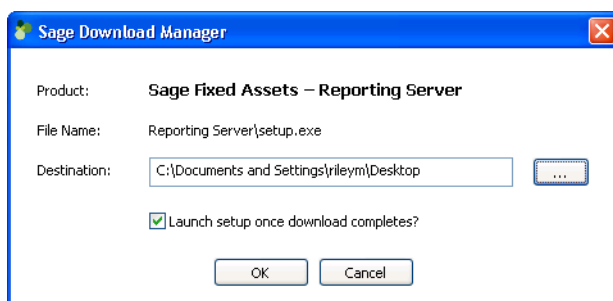 Sage Download Manager
Product: Sage Fixed Assets – Reporting Server
File Name: Reporting Server\setup.exe
Destination: C:\Documents and Settings\rileym\Desktop ...
Launch setup once download completes?
OK Cancel